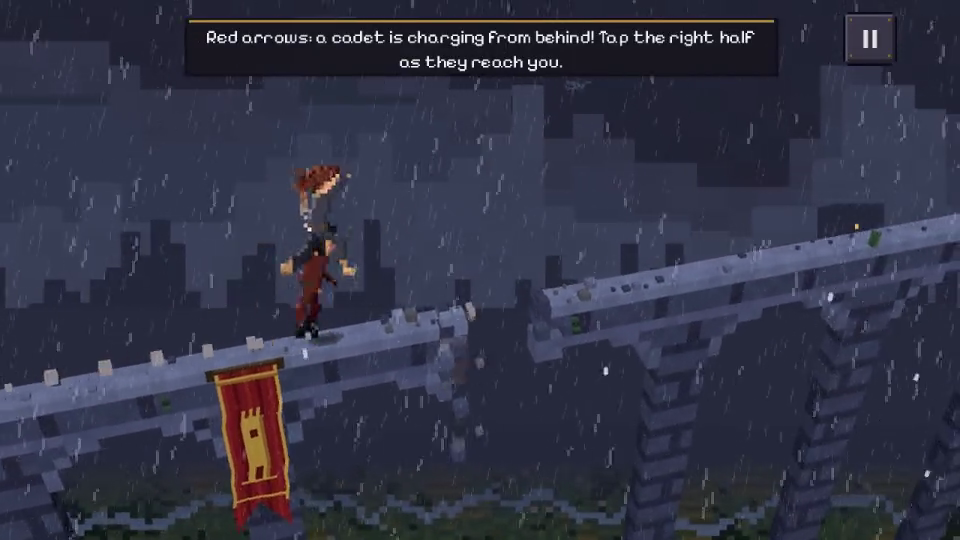 Red arrows: a cadet is charging from behind! Tap the right half
as they reach you.